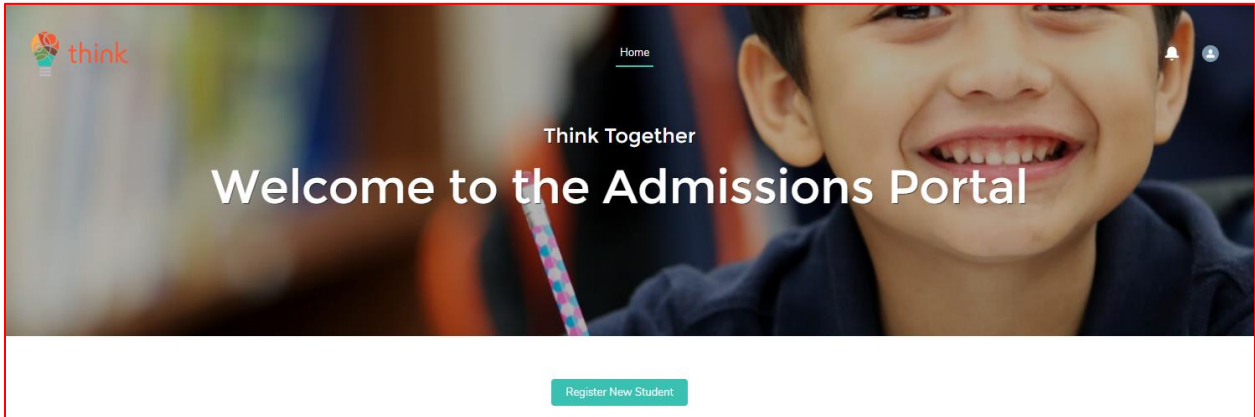 think
Home
Think Together
Welcome to the Admissions Portal
Register New Student